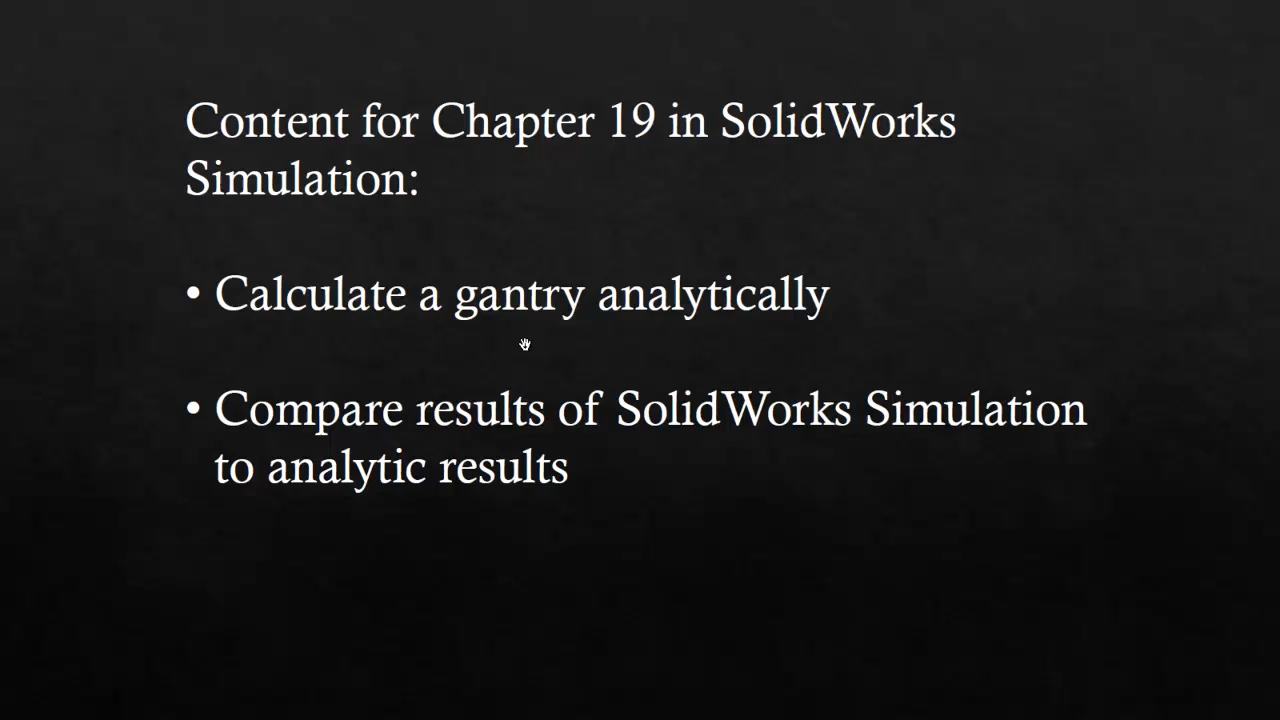 Content for Chapter 19 in SolidWorks
Simulation:
• Calculate a gantry analytically
• Compare results of SolidWorks Simulation
to analytic results